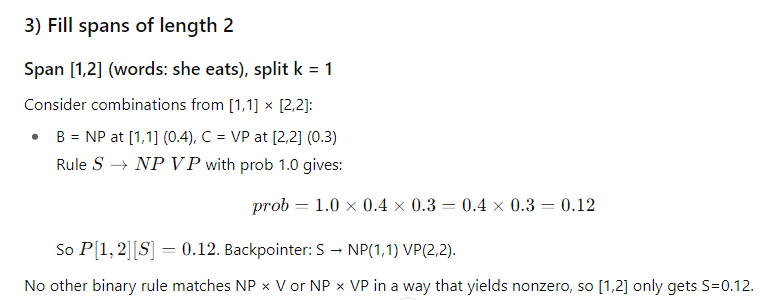 3) Fill spans of length 2
Span [1,2] (words: she eats), split k = 1
Consider combinations from [1,1] × [2,2]:
• B = NP at [1,1] (0.4), C = VP at [2,2] (0.3)
Rule S → NP VP with prob 1.0 gives:
prob = 1.0 × 0.4 × 0.3 = 0.4 × 0.3 = 0.12
So P[1,2][S] = 0.12. Backpointer: S → NP(1,1) VP(2,2).
No other binary rule matches NP × V or NP × VP in a way that yields nonzero, so [1,2] only gets S=0.12.